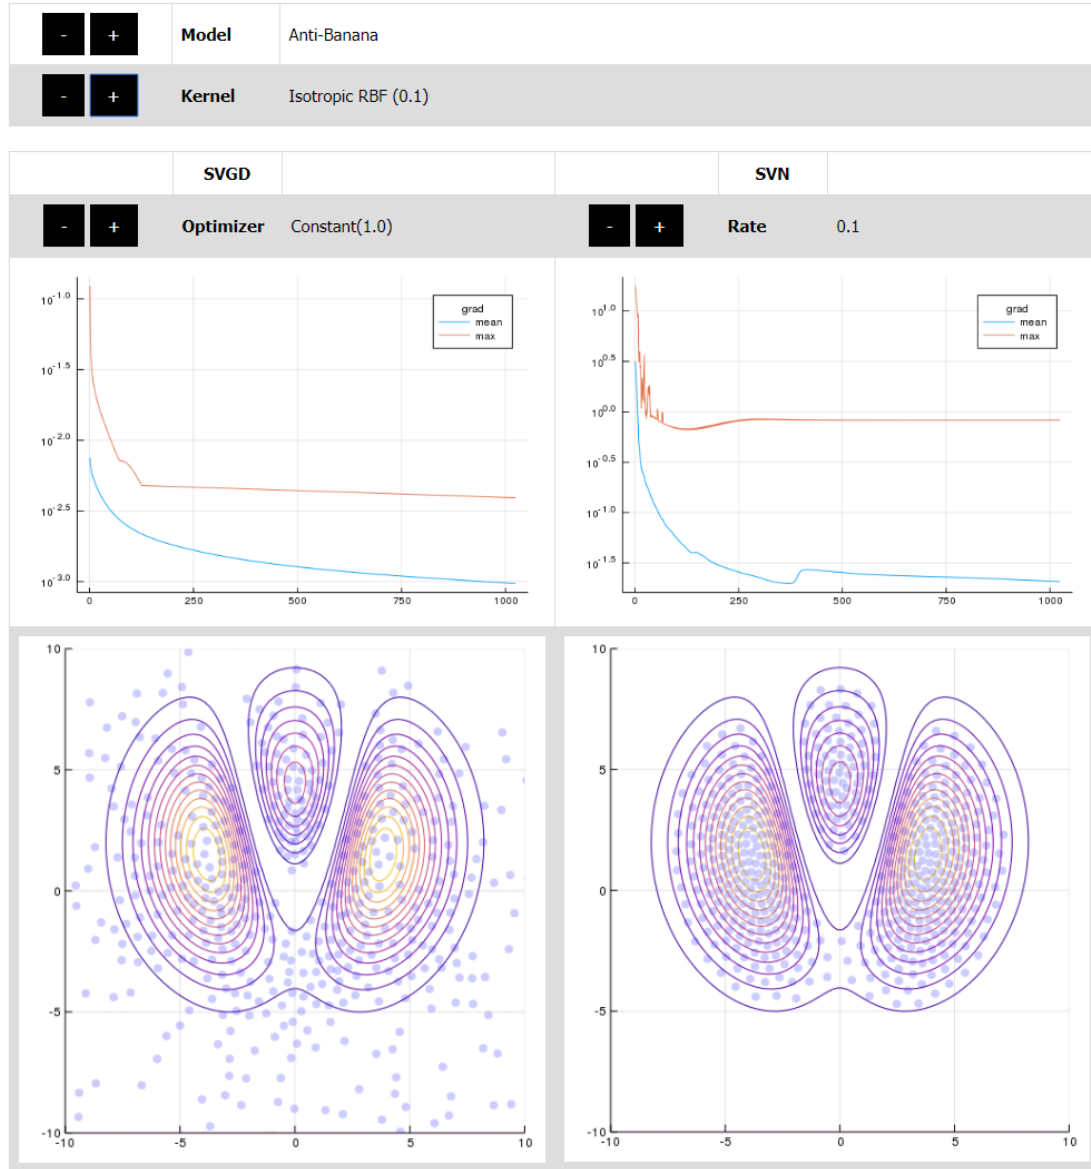 - + Model Anti-Banana
- + Kernel Isotropic RBF (0.1)
SVGD SVN
- + Optimizer Constant(1.0) - + Rate 0.1
grad
mean
max
10^-1.0
10^-1.5
10^-2.0
10^-2.5
10^-3.0
0 250 500 750 1000
grad
mean
max
10^1.0
10^0.5
10^0.0
10^-0.5
10^-1.0
10^-1.5
0 250 500 750 1000
10
5
0
-5
-10
-10 -5 0 5 10
10
5
0
-5
-10
-10 -5 0 5 10